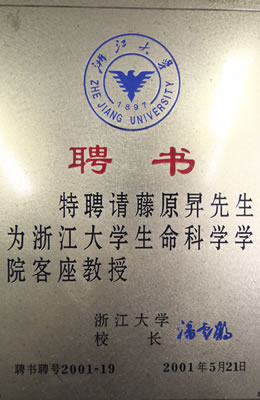 浙江大学
1897
ZHE JIANG UNIVERSITY
聘书
特聘请藤原昇先生
为浙江大学生命科学学
院客座教授
浙江大学
校长 潘云鹤
聘书聘号2001-19 2001年5月21日